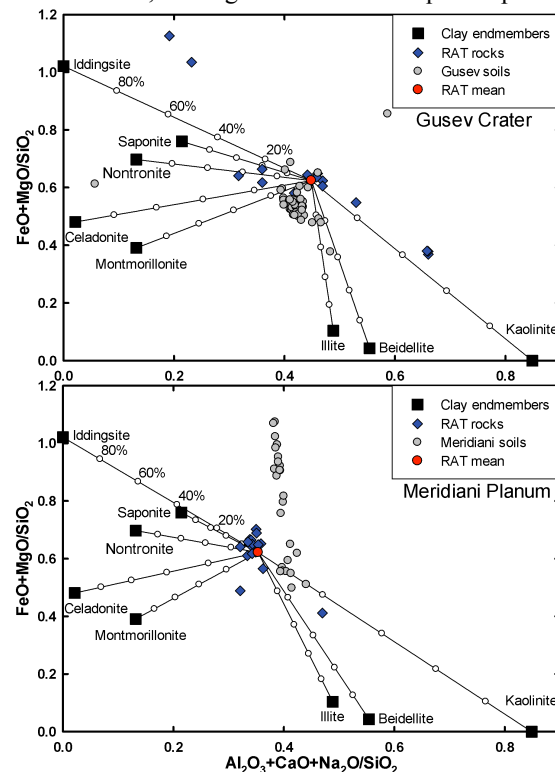 Clay endmembers
RAT rocks
Gusev soils
RAT mean
Gusev Crater
FeO+MgO/SiO2
1.2
1.0
0.8
0.6
0.4
0.2
0.0
Iddingsite
80%
60%
40%
20%
Saponite
Nontronite
Celadonite
Montmorillonite
Illite
Beidellite
Kaolinite
0.0
0.2
0.4
0.6
0.8
Clay endmembers
RAT rocks
Meridiani soils
RAT mean
Meridiani Planum
FeO+MgO/SiO2
1.2
1.0
0.8
0.6
0.4
0.2
0.0
Iddingsite
80%
60%
40%
20%
Saponite
Nontronite
Celadonite
Montmorillonite
Illite
Beidellite
Kaolinite
0.0
0.2
0.4
0.6
0.8
Al2O3+CaO+Na2O/SiO2